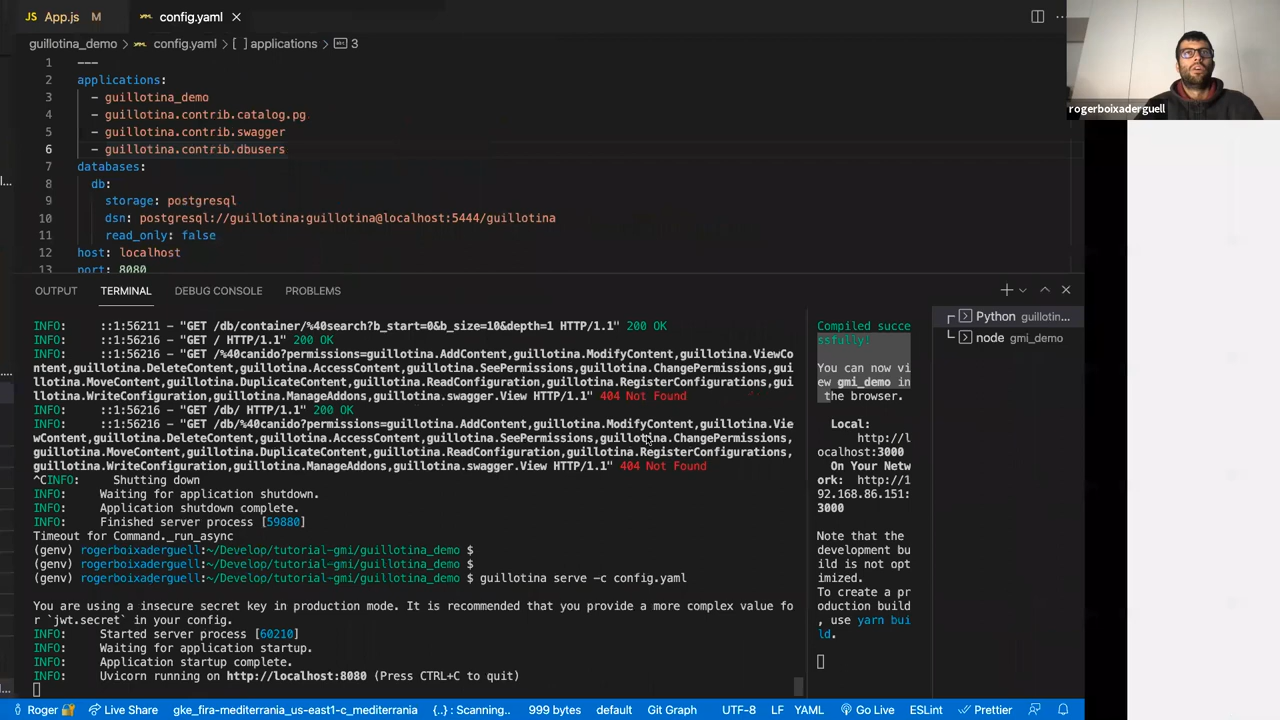 JS App.js M config.yaml ×
guillotina_demo > config.yaml > [ ] applications > abc 3
1 ---
2 applications:
3 - guillotina_demo
4 - guillotina.contrib.catalog.pg
5 - guillotina.contrib.swagger
6 - guillotina.contrib.dbusers
7 databases:
8 db:
9 storage: postgresql
10 dsn: postgresql://guillotina:guillotina@localhost:5444/guillotina
11 read_only: false
12 host: localhost
13 port: 8080
rogerboixaderguell
OUTPUT TERMINAL DEBUG CONSOLE PROBLEMS
INFO: ::1:56211 - "GET /db/container/%40search?b_start=0&b_size=10&depth=1 HTTP/1.1" 200 OK
INFO: ::1:56216 - "GET / HTTP/1.1" 200 OK
INFO: ::1:56216 - "GET /%40canido?permissions=guillotina.AddContent,guillotina.ModifyContent,guillotina.ViewCo
ntent,guillotina.DeleteContent,guillotina.AccessContent,guillotina.SeePermissions,guillotina.ChangePermissions,
guillotina.MoveContent,guillotina.DuplicateContent,guillotina.ReadConfiguration,guillotina.RegisterConfigurations,gui
llotina.WriteConfiguration,guillotina.ManageAddons,guillotina.swagger.View HTTP/1.1" 404 Not Found
INFO: ::1:56216 - "GET /db/ HTTP/1.1" 200 OK
INFO: ::1:56216 - "GET /db/%40canido?permissions=guillotina.AddContent,guillotina.ModifyContent,guillotina.Vie
wContent,guillotina.DeleteContent,guillotina.AccessContent,guillotina.SeePermissions,guillotina.ChangePermissions,
guillotina.MoveContent,guillotina.DuplicateContent,guillotina.ReadConfiguration,guillotina.RegisterConfigurations,
guillotina.WriteConfiguration,guillotina.ManageAddons,guillotina.swagger.View HTTP/1.1" 404 Not Found
^CINFO: Shutting down
INFO: Waiting for application shutdown.
INFO: Application shutdown complete.
INFO: Finished server process [59880]
Timeout for Command._run_async
(genv) rogerboixaderguell:~/Develop/tutorial-gmi/guillotina_demo $
(genv) rogerboixaderguell:~/Develop/tutorial-gmi/guillotina_demo $
(genv) rogerboixaderguell:~/Develop/tutorial-gmi/guillotina_demo $ guillotina serve -c config.yaml
You are using a insecure secret key in production mode. It is recommended that you provide a more complex value fo
r `jwt.secret` in your config.
INFO: Started server process [60210]
INFO: Waiting for application startup.
INFO: Application startup complete.
INFO: Uvicorn running on http://localhost:8080 (Press CTRL+C to quit)
Compiled succe
ssfully!
You can now vi
ew gmi_demo in
the browser.
Local:
http://l
ocalhost:3000
On Your Netw
ork: http://1
92.168.86.151:
3000
Note that the
development bu
ild is not opt
imized.
To create a pr
oduction build
, use yarn bui
ld.
Python guillotin...
node gmi_demo
Roger Live Share gke_fira-mediterrania_us-east1-c_mediterrania {..} : Scanning.. 999 bytes default Git Graph UTF-8 LF YAML Go Live ESLint Prettier